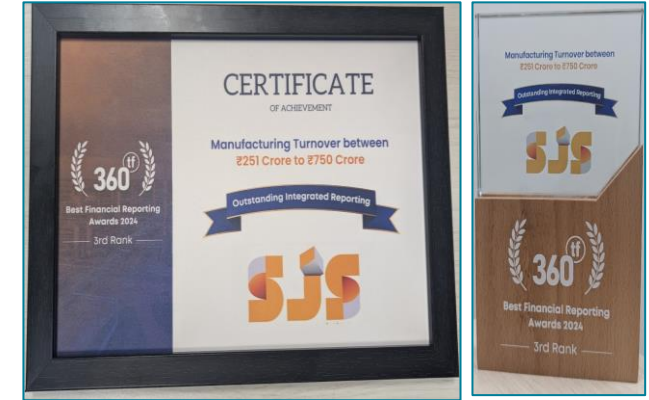 CERTIFICATE
OF ACHIEVEMENT
Manufacturing Turnover between
₹251 Crore to ₹750 Crore
Outstanding Integrated Reporting
SJS
360 tf
Best Financial Reporting
Awards 2024
3rd Rank
Manufacturing Turnover between
₹251 Crore to ₹750 Crore
Outstanding Integrated Reporting
SJS
360 tf
Best Financial Reporting
Awards 2024
3rd Rank